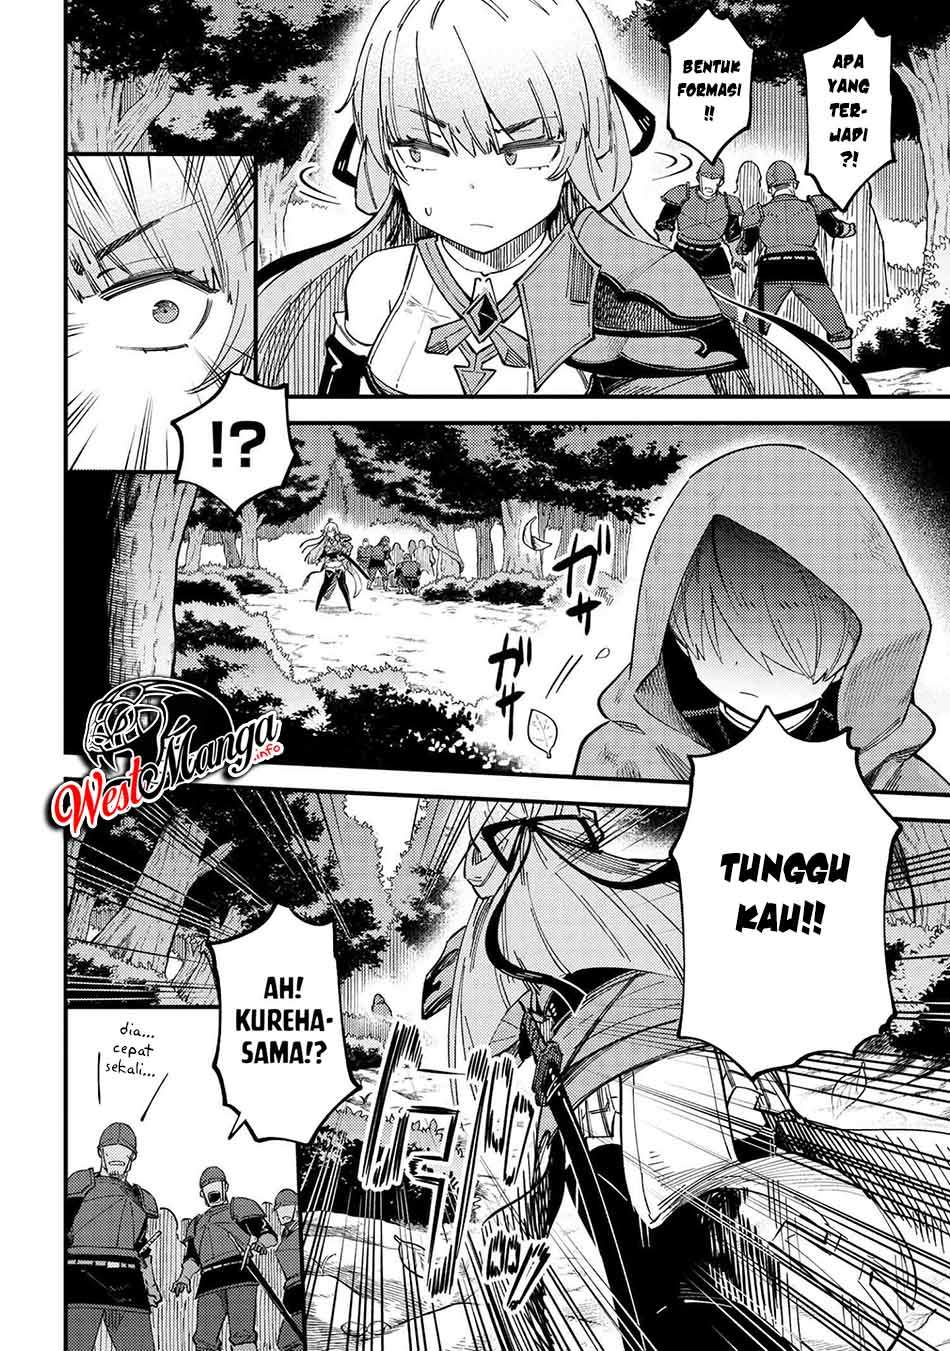 APA
YANG
TER-
JADI
?!
BENTUK
FORMASI
!!
!?
ガサ
ガサ
WestManga
.info
TUNGGU
KAU!!
AH!
KUREHA-
SAMA!?
dia...
cepat
sekali...